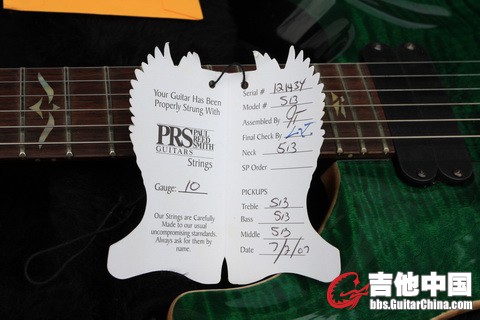 Your Guitar Has Been
Properly Strung With
PRS PAUL
REED
SMITH
GUITARS
Strings
Gauge: 10
Our Strings are Carefully
Made to our usual
uncompromising standards.
Always ask for them by
name.
Serial # 121434
Model # 513
Assembled By
Final Check By
Neck 513
SP Order
PICKUPS
Treble 513
Bass 513
Middle 513
Date 7/7/07
吉他中国
bbs.GuitarChina.com